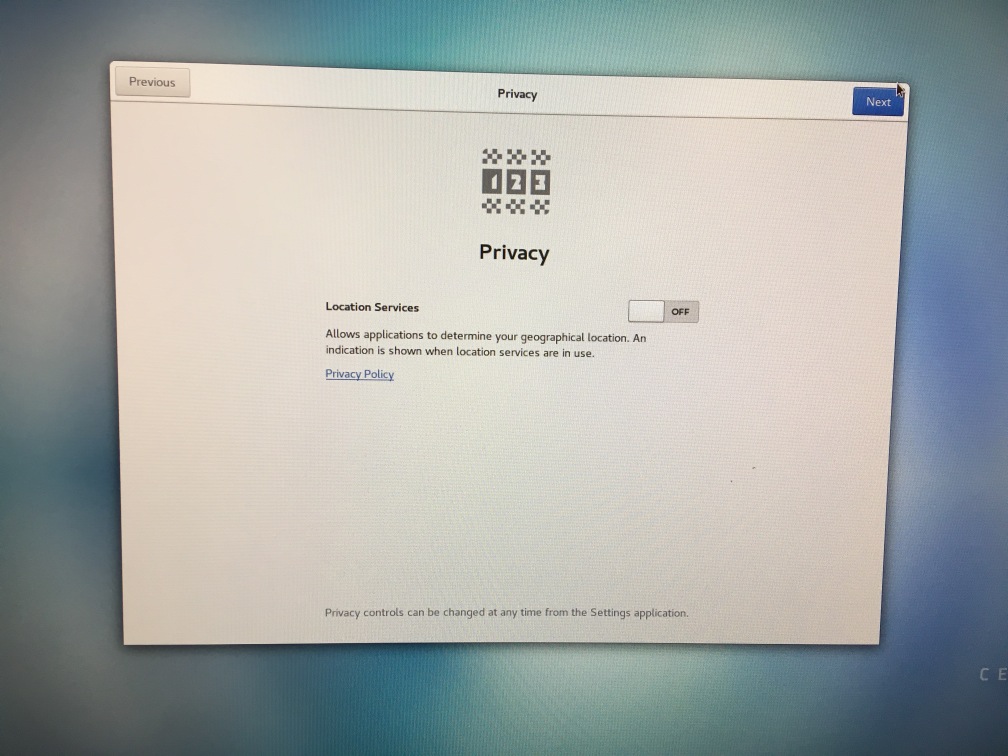 Previous
Privacy
Next
1 2 3
Privacy
Location Services
OFF
Allows applications to determine your geographical location. An
indication is shown when location services are in use.
Privacy Policy
Privacy controls can be changed at any time from the Settings application.
C E